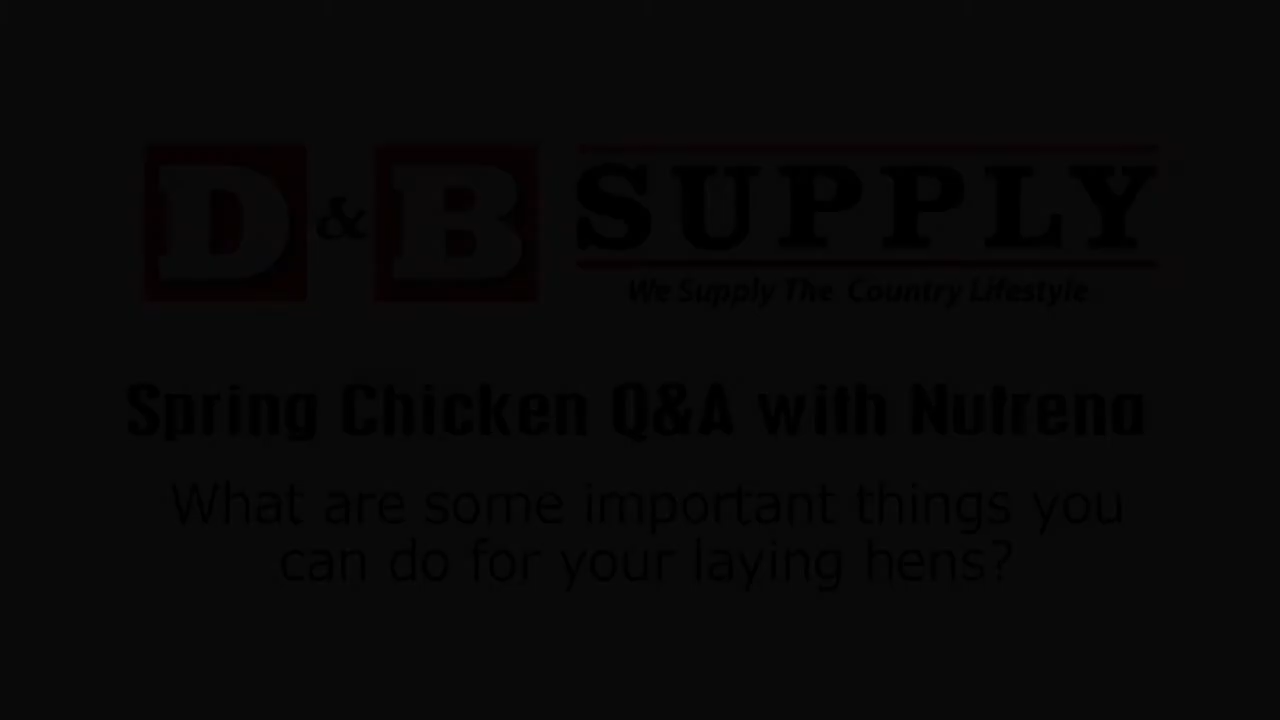 D & B SUPPLY
We Supply The Country Lifestyle
Spring Chicken Q&A with Nutrena
What are some important things you
can do for your laying hens?